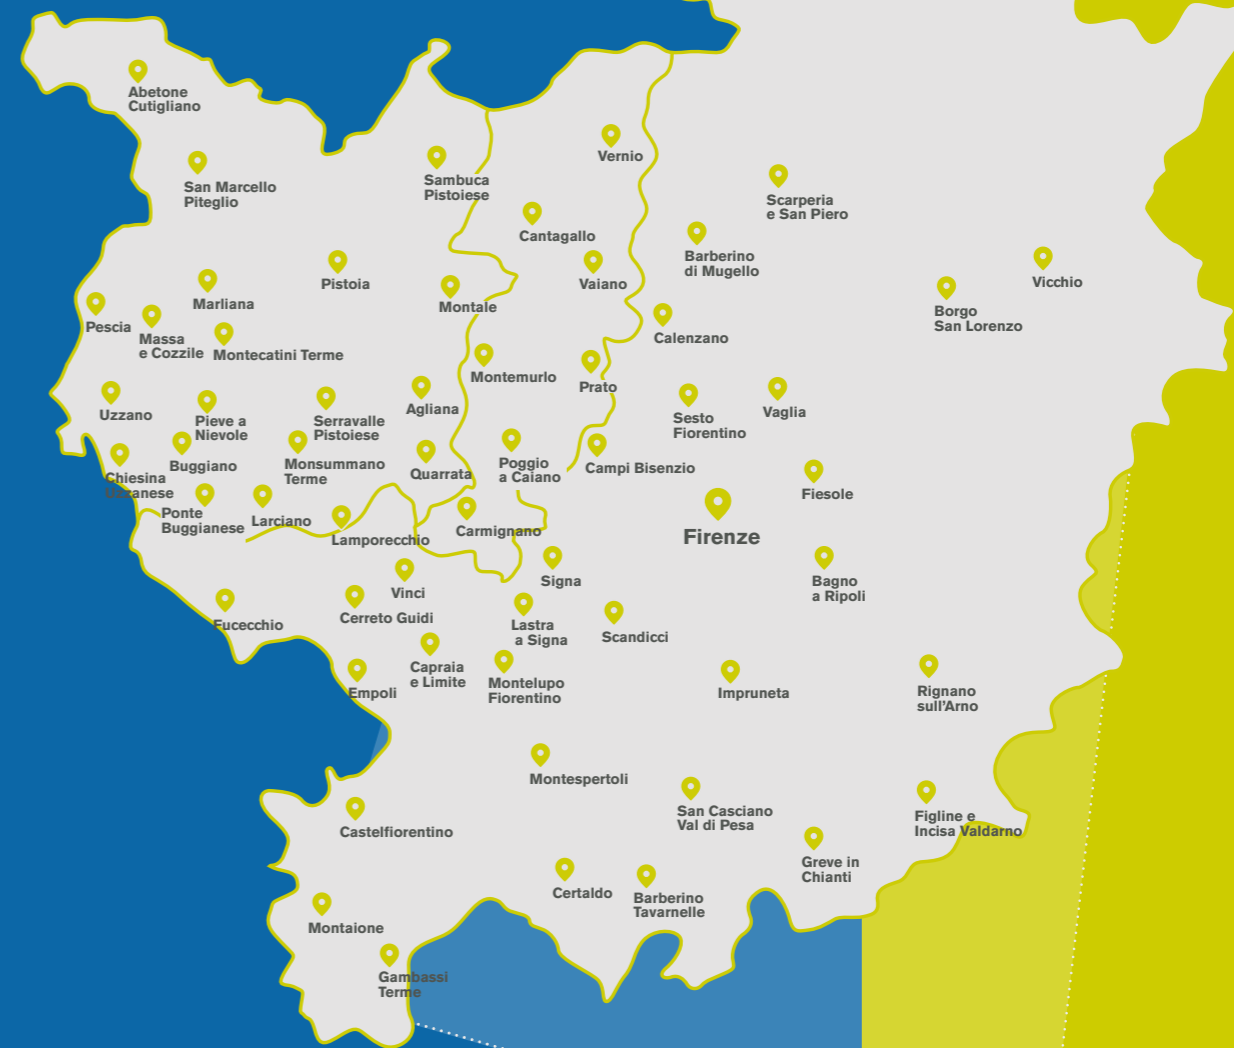 Abetone
Cutigliano
Vernio
Sambuca
Pistoiese
San Marcello
Piteglio
Scarperia
e San Piero
Cantagallo
Barberino
di Mugello
Pistoia
Vaiano
Vicchio
Marliana
Montale
Borgo
San Lorenzo
Pescia
Massa
e Cozzile
Montecatini Terme
Calenzano
Montemurlo
Prato
Uzzano
Pieve a
Nievole
Serravalle
Pistoiese
Agliana
Sesto
Fiorentino
Vaglia
Buggiano
Monsummano
Terme
Quarrata
Poggio
a Caiano
Campi Bisenzio
Chiesina
Uzzanese
Fiesole
Ponte
Buggianese
Larciano
Lamporecchio
Carmignano
Firenze
Signa
Bagno
a Ripoli
Vinci
Fucecchio
Cerreto Guidi
Lastra
a Signa
Scandicci
Capraia
e Limite
Montelupo
Fiorentino
Empoli
Impruneta
Rignano
sull'Arno
Montespertoli
San Casciano
Val di Pesa
Figline e
Incisa Valdarno
Castelfiorentino
Greve in
Chianti
Certaldo
Barberino
Tavarnelle
Montaione
Gambassi
Terme